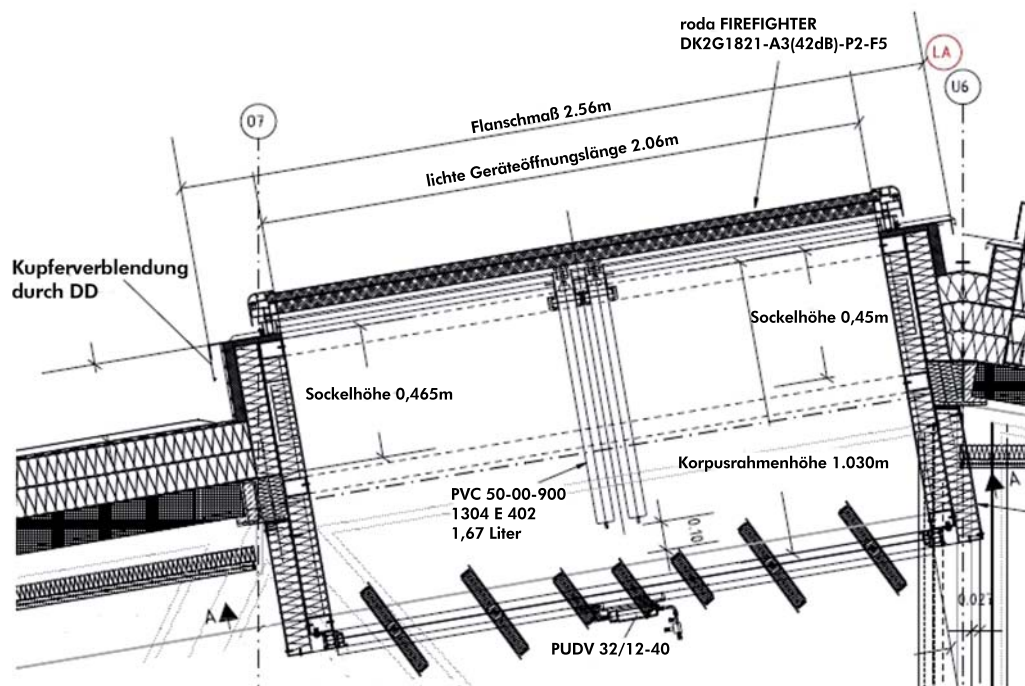 roda FIREFIGHTER
DK2G1821-A3(42dB)-P2-F5
LA
U6
07
Flanschmaß 2.56m
lichte Geräteöffnungslänge 2.06m
Kupferverblendung
durch DD
Sockelhöhe 0,45m
Sockelhöhe 0,465m
Korpusrahmenhöhe 1.030m
PVC 50-00-900
1304 E 402
1,67 Liter
0.10
A
A
0.027
PUDV 32/12-40